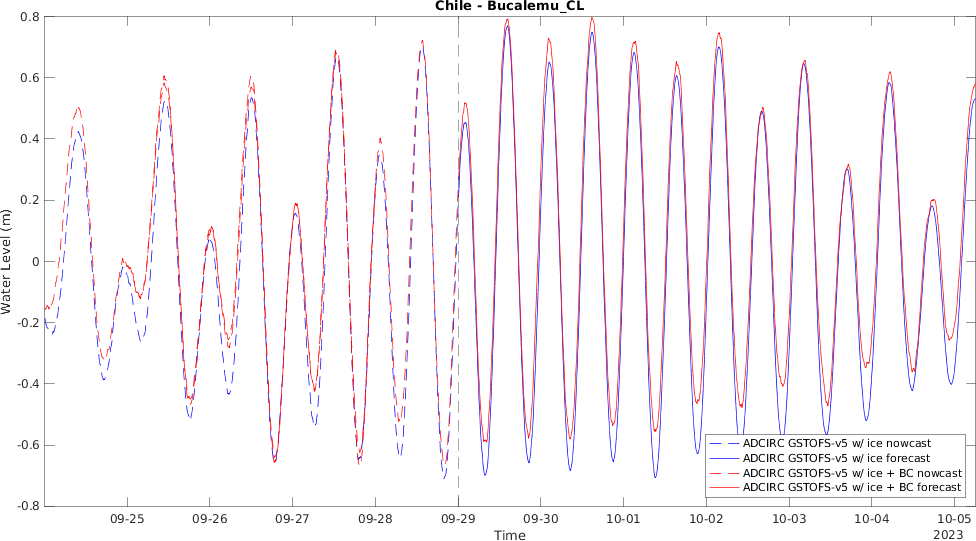 Chile - Bucalemu_CL
0.8
0.6
0.4
0.2
0
-0.2
-0.4
-0.6
-0.8
Water Level (m)
09-25 09-26 09-27 09-28 09-29 09-30 10-01 10-02 10-03 10-04 10-05
2023
Time
ADCIRC GSTOFS-v5 w/ ice nowcast
ADCIRC GSTOFS-v5 w/ ice forecast
ADCIRC GSTOFS-v5 w/ ice + BC nowcast
ADCIRC GSTOFS-v5 w/ ice + BC forecast